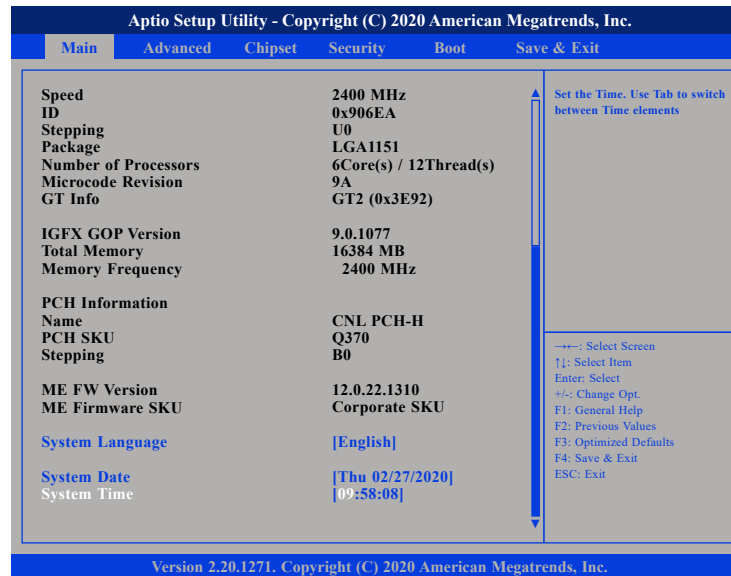 Aptio Setup Utility - Copyright (C) 2020 American Megatrends, Inc.
Main Advanced Chipset Security Boot Save & Exit
Speed 2400 MHz
ID 0x906EA
Stepping U0
Package LGA1151
Number of Processors 6Core(s) / 12Thread(s)
Microcode Revision 9A
GT Info GT2 (0x3E92)
IGFX GOP Version 9.0.1077
Total Memory 16384 MB
Memory Frequency 2400 MHz
PCH Information
Name CNL PCH-H
PCH SKU Q370
Stepping B0
ME FW Version 12.0.22.1310
ME Firmware SKU Corporate SKU
System Language [English]
System Date [Thu 02/27/2020]
System Time [09:58:08]
Set the Time. Use Tab to switch
between Time elements
→←: Select Screen
↑↓: Select Item
Enter: Select
+/-: Change Opt.
F1: General Help
F2: Previous Values
F3: Optimized Defaults
F4: Save & Exit
ESC: Exit
Version 2.20.1271. Copyright (C) 2020 American Megatrends, Inc.